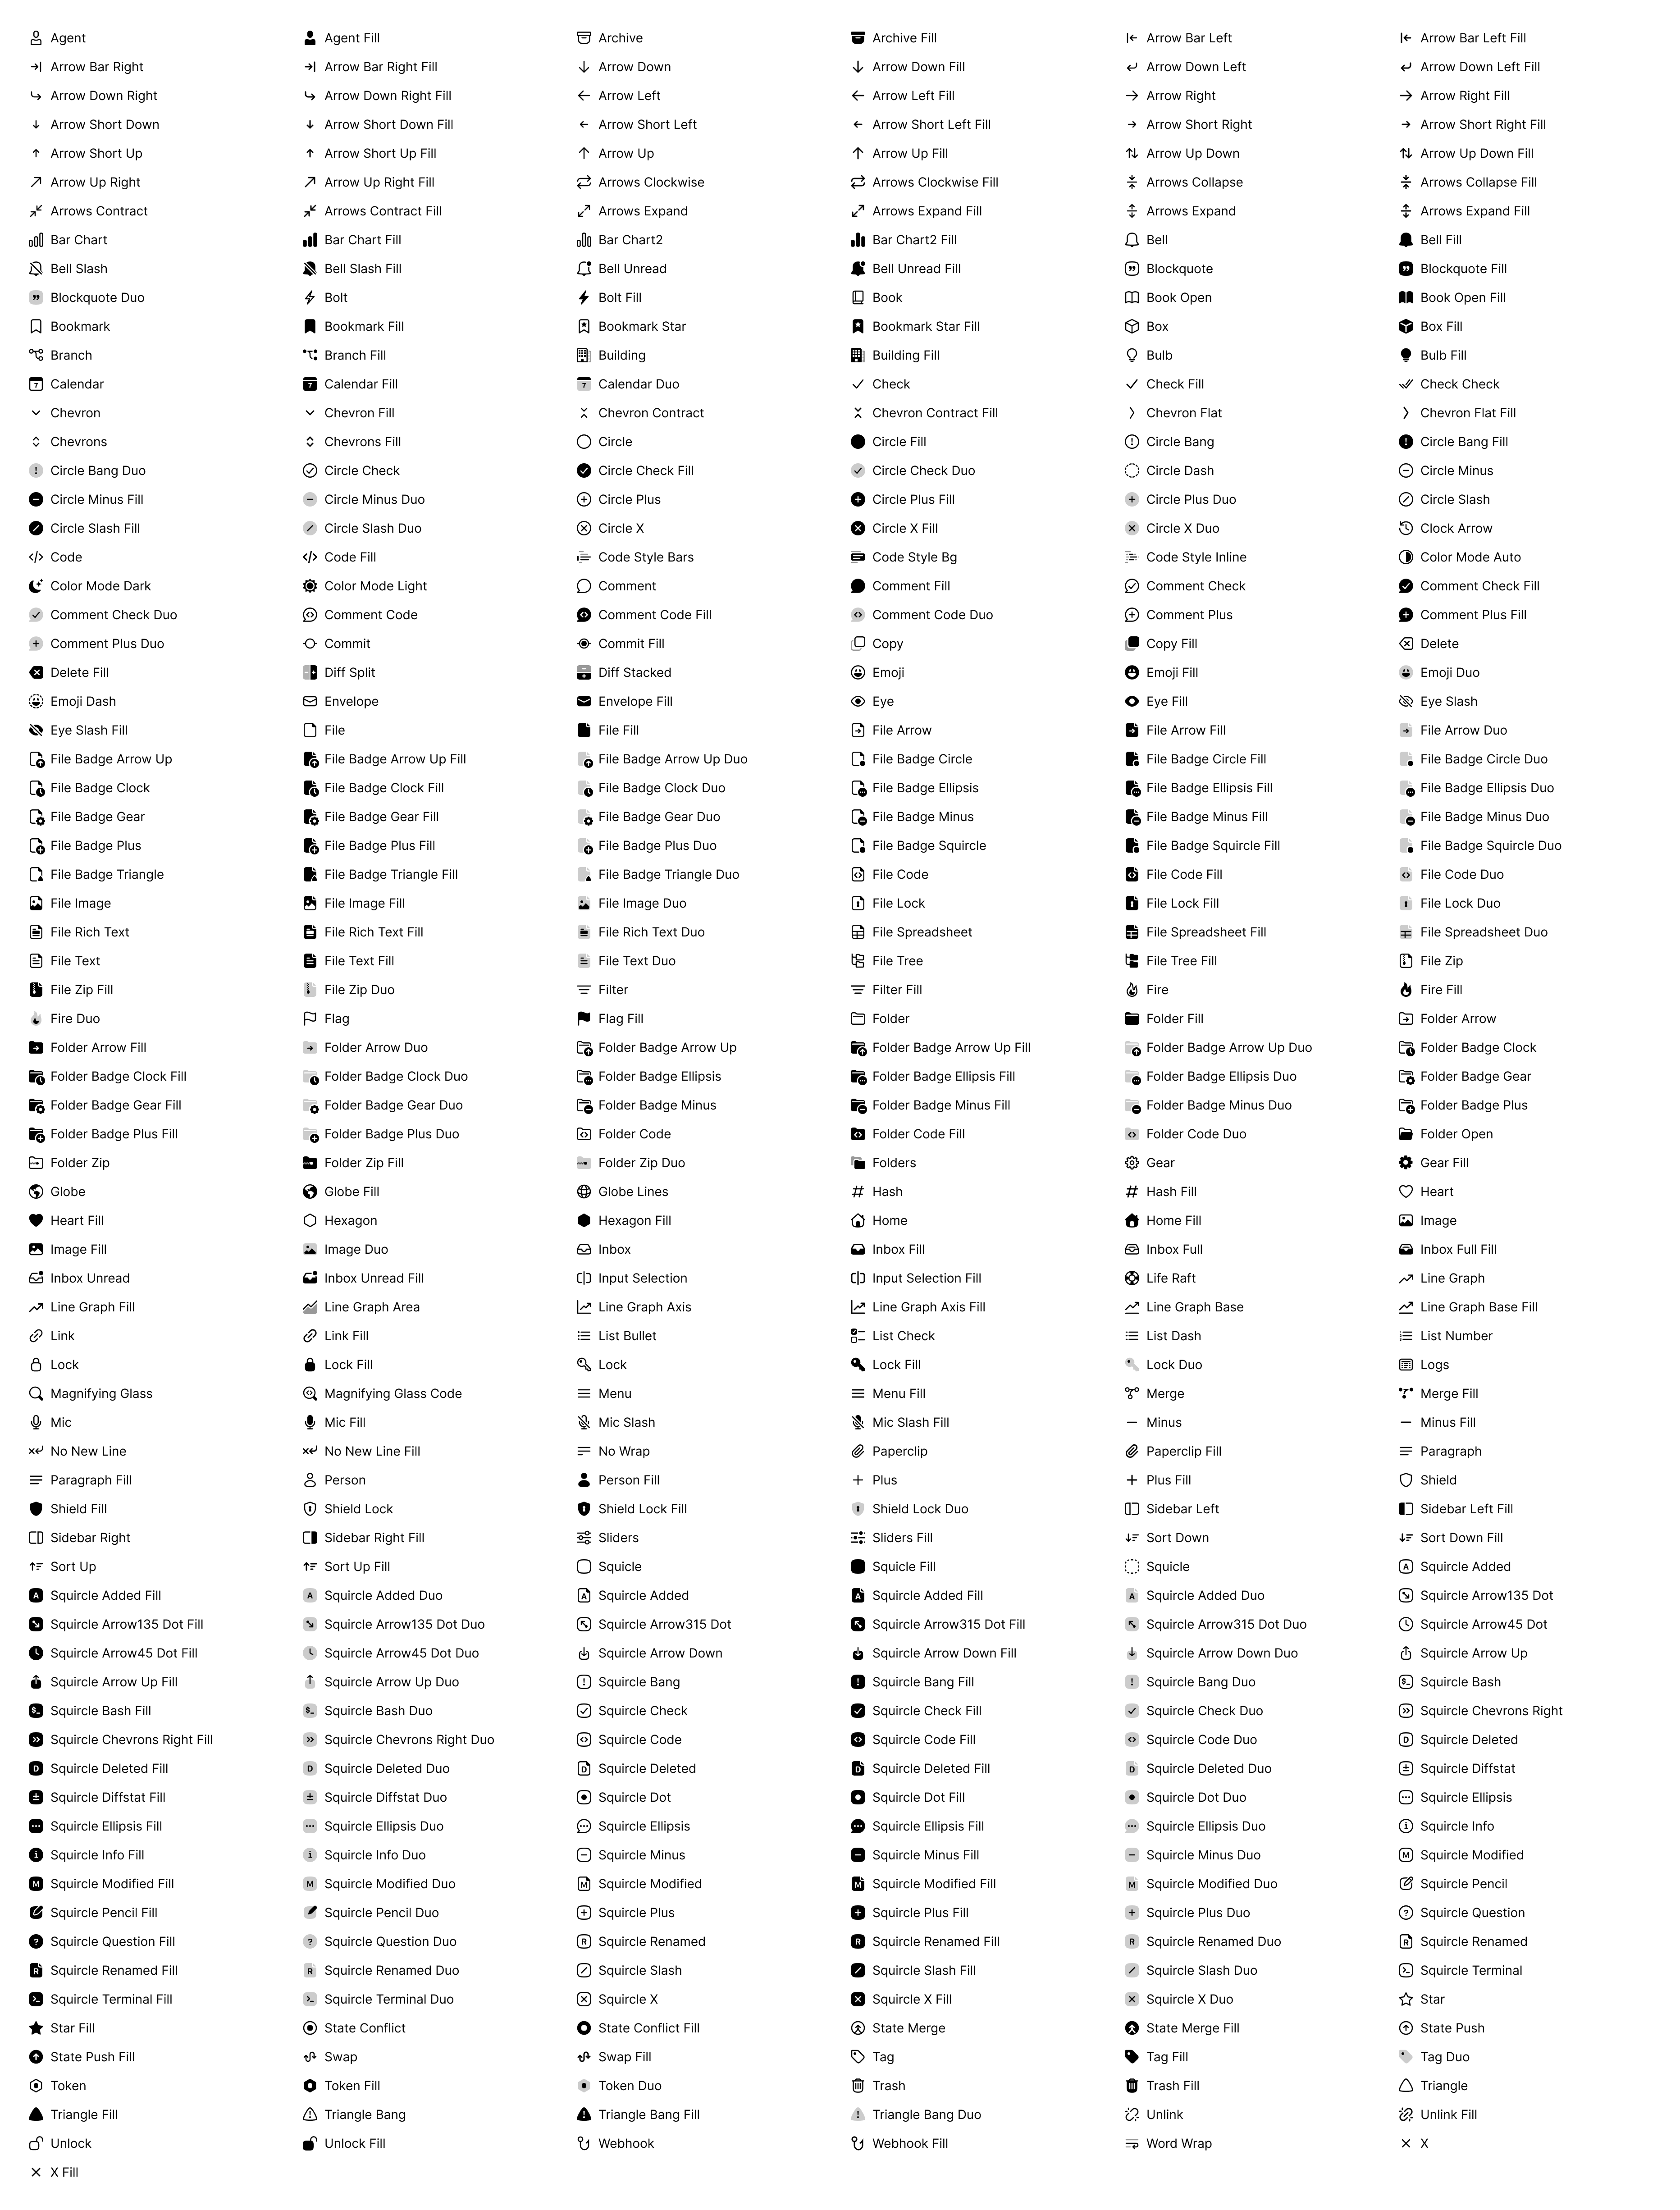 Agent Agent Fill Archive Archive Fill Arrow Bar Left Arrow Bar Left Fill
Arrow Bar Right Arrow Bar Right Fill Arrow Down Arrow Down Fill Arrow Down Left Arrow Down Left Fill
Arrow Down Right Arrow Down Right Fill Arrow Left Arrow Left Fill Arrow Right Arrow Right Fill
Arrow Short Down Arrow Short Down Fill Arrow Short Left Arrow Short Left Fill Arrow Short Right Arrow Short Right Fill
Arrow Short Up Arrow Short Up Fill Arrow Up Arrow Up Fill Arrow Up Down Arrow Up Down Fill
Arrow Up Right Arrow Up Right Fill Arrows Clockwise Arrows Clockwise Fill Arrows Collapse Arrows Collapse Fill
Arrows Contract Arrows Contract Fill Arrows Expand Arrows Expand Fill Arrows Expand Arrows Expand Fill
Bar Chart Bar Chart Fill Bar Chart2 Bar Chart2 Fill Bell Bell Fill
Bell Slash Bell Slash Fill Bell Unread Bell Unread Fill Blockquote Blockquote Fill
Blockquote Duo Bolt Bolt Fill Book Book Open Book Open Fill
Bookmark Bookmark Fill Bookmark Star Bookmark Star Fill Box Box Fill
Branch Branch Fill Building Building Fill Bulb Bulb Fill
7 Calendar 7 Calendar Fill 7 Calendar Duo Check Check Fill Check Check
Chevron Chevron Fill Chevron Contract Chevron Contract Fill Chevron Flat Chevron Flat Fill
Chevrons Chevrons Fill Circle Circle Fill Circle Bang Circle Bang Fill
Circle Bang Duo Circle Check Circle Check Fill Circle Check Duo Circle Dash Circle Minus
Circle Minus Fill Circle Minus Duo Circle Plus Circle Plus Fill Circle Plus Duo Circle Slash
Circle Slash Fill Circle Slash Duo Circle X Circle X Fill Circle X Duo Clock Arrow
Code Code Fill Code Style Bars Code Style Bg Code Style Inline Color Mode Auto
Color Mode Dark Color Mode Light Comment Comment Fill Comment Check Comment Check Fill
Comment Check Duo Comment Code Comment Code Fill Comment Code Duo Comment Plus Comment Plus Fill
Comment Plus Duo Commit Commit Fill Copy Copy Fill Delete
Delete Fill Diff Split Diff Stacked Emoji Emoji Fill Emoji Duo
Emoji Dash Envelope Envelope Fill Eye Eye Fill Eye Slash
Eye Slash Fill File File Fill File Arrow File Arrow Fill File Arrow Duo
File Badge Arrow Up File Badge Arrow Up Fill File Badge Arrow Up Duo File Badge Circle File Badge Circle Fill File Badge Circle Duo
File Badge Clock File Badge Clock Fill File Badge Clock Duo File Badge Ellipsis File Badge Ellipsis Fill File Badge Ellipsis Duo
File Badge Gear File Badge Gear Fill File Badge Gear Duo File Badge Minus File Badge Minus Fill File Badge Minus Duo
File Badge Plus File Badge Plus Fill File Badge Plus Duo File Badge Squircle File Badge Squircle Fill File Badge Squircle Duo
File Badge Triangle File Badge Triangle Fill File Badge Triangle Duo File Code File Code Fill File Code Duo
File Image File Image Fill File Image Duo File Lock File Lock Fill File Lock Duo
File Rich Text File Rich Text Fill File Rich Text Duo File Spreadsheet File Spreadsheet Fill File Spreadsheet Duo
File Text File Text Fill File Text Duo File Tree File Tree Fill File Zip
File Zip Fill File Zip Duo Filter Filter Fill Fire Fire Fill
Fire Duo Flag Flag Fill Folder Folder Fill Folder Arrow
Folder Arrow Fill Folder Arrow Duo Folder Badge Arrow Up Folder Badge Arrow Up Fill Folder Badge Arrow Up Duo Folder Badge Clock
Folder Badge Clock Fill Folder Badge Clock Duo Folder Badge Ellipsis Folder Badge Ellipsis Fill Folder Badge Ellipsis Duo Folder Badge Gear
Folder Badge Gear Fill Folder Badge Gear Duo Folder Badge Minus Folder Badge Minus Fill Folder Badge Minus Duo Folder Badge Plus
Folder Badge Plus Fill Folder Badge Plus Duo Folder Code Folder Code Fill Folder Code Duo Folder Open
Folder Zip Folder Zip Fill Folder Zip Duo Folders Gear Gear Fill
Globe Globe Fill Globe Lines Hash Hash Fill Heart
Heart Fill Hexagon Hexagon Fill Home Home Fill Image
Image Fill Image Duo Inbox Inbox Fill Inbox Full Inbox Full Fill
Inbox Unread Inbox Unread Fill Input Selection Input Selection Fill Life Raft Line Graph
Line Graph Fill Line Graph Area Line Graph Axis Line Graph Axis Fill Line Graph Base Line Graph Base Fill
Link Link Fill List Bullet List Check List Dash List Number
Lock Lock Fill Lock Lock Fill Lock Duo Logs
Magnifying Glass Magnifying Glass Code Menu Menu Fill Merge Merge Fill
Mic Mic Fill Mic Slash Mic Slash Fill Minus Minus Fill
No New Line No New Line Fill No Wrap Paperclip Paperclip Fill Paragraph
Paragraph Fill Person Person Fill Plus Plus Fill Shield
Shield Fill Shield Lock Shield Lock Fill Shield Lock Duo Sidebar Left Sidebar Left Fill
Sidebar Right Sidebar Right Fill Sliders Sliders Fill Sort Down Sort Down Fill
Sort Up Sort Up Fill Squicle Squicle Fill Squicle A Squircle Added
A Squircle Added Fill A Squircle Added Duo A Squircle Added A Squircle Added Fill A Squircle Added Duo Squircle Arrow135 Dot
Squircle Arrow135 Dot Fill Squircle Arrow135 Dot Duo Squircle Arrow315 Dot Squircle Arrow315 Dot Fill Squircle Arrow315 Dot Duo Squircle Arrow45 Dot
Squircle Arrow45 Dot Fill Squircle Arrow45 Dot Duo Squircle Arrow Down Squircle Arrow Down Fill Squircle Arrow Down Duo Squircle Arrow Up
Squircle Arrow Up Fill Squircle Arrow Up Duo Squircle Bang Squircle Bang Fill Squircle Bang Duo Squircle Bash
Squircle Bash Fill Squircle Bash Duo Squircle Check Squircle Check Fill Squircle Check Duo Squircle Chevrons Right
Squircle Chevrons Right Fill Squircle Chevrons Right Duo Squircle Code Squircle Code Fill Squircle Code Duo D Squircle Deleted
D Squircle Deleted Fill D Squircle Deleted Duo D Squircle Deleted D Squircle Deleted Fill D Squircle Deleted Duo Squircle Diffstat
Squircle Diffstat Fill Squircle Diffstat Duo Squircle Dot Squircle Dot Fill Squircle Dot Duo Squircle Ellipsis
Squircle Ellipsis Fill Squircle Ellipsis Duo Squircle Ellipsis Squircle Ellipsis Fill Squircle Ellipsis Duo Squircle Info
Squircle Info Fill Squircle Info Duo Squircle Minus Squircle Minus Fill Squircle Minus Duo M Squircle Modified
M Squircle Modified Fill M Squircle Modified Duo M Squircle Modified M Squircle Modified Fill M Squircle Modified Duo Squircle Pencil
Squircle Pencil Fill Squircle Pencil Duo Squircle Plus Squircle Plus Fill Squircle Plus Duo ? Squircle Question
? Squircle Question Fill ? Squircle Question Duo R Squircle Renamed R Squircle Renamed Fill R Squircle Renamed Duo R Squircle Renamed
R Squircle Renamed Fill R Squircle Renamed Duo Squircle Slash Squircle Slash Fill Squircle Slash Duo Squircle Terminal
Squircle Terminal Fill Squircle Terminal Duo Squircle X Squircle X Fill Squircle X Duo Star
Star Fill State Conflict State Conflict Fill State Merge State Merge Fill State Push
State Push Fill Swap Swap Fill Tag Tag Fill Tag Duo
Token Token Fill Token Duo Trash Trash Fill Triangle
Triangle Fill Triangle Bang Triangle Bang Fill Triangle Bang Duo Unlink Unlink Fill
Unlock Unlock Fill Webhook Webhook Fill Word Wrap X
X Fill